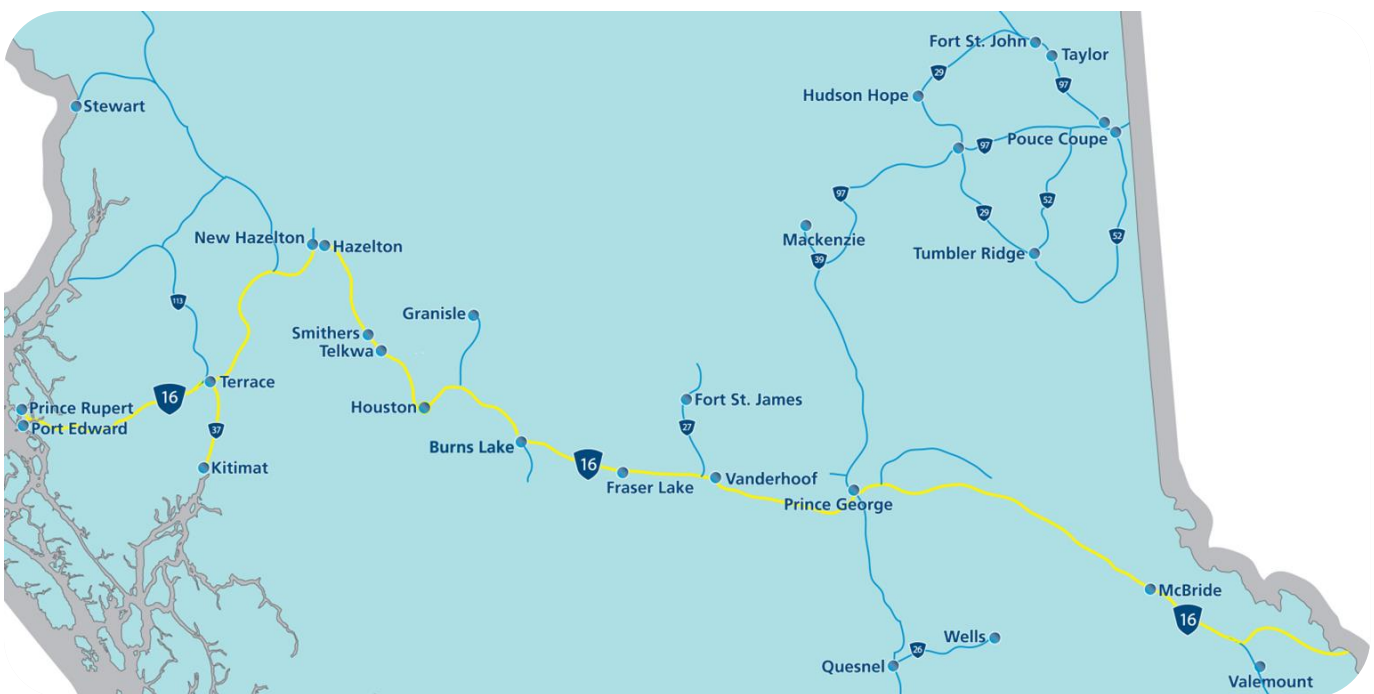 Fort St. John
Taylor
29
97
Hudson Hope
Stewart
Pouce Coupe
97
97
52
29
New Hazelton
Hazelton
Mackenzie
52
Tumbler Ridge
39
113
Granisle
Smithers
Telkwa
Terrace
16
Prince Rupert
Port Edward
Houston
Fort St. James
27
37
Burns Lake
Kitimat
16
Fraser Lake
Vanderhoof
Prince George
McBride
16
Wells
26
Quesnel
Valemount